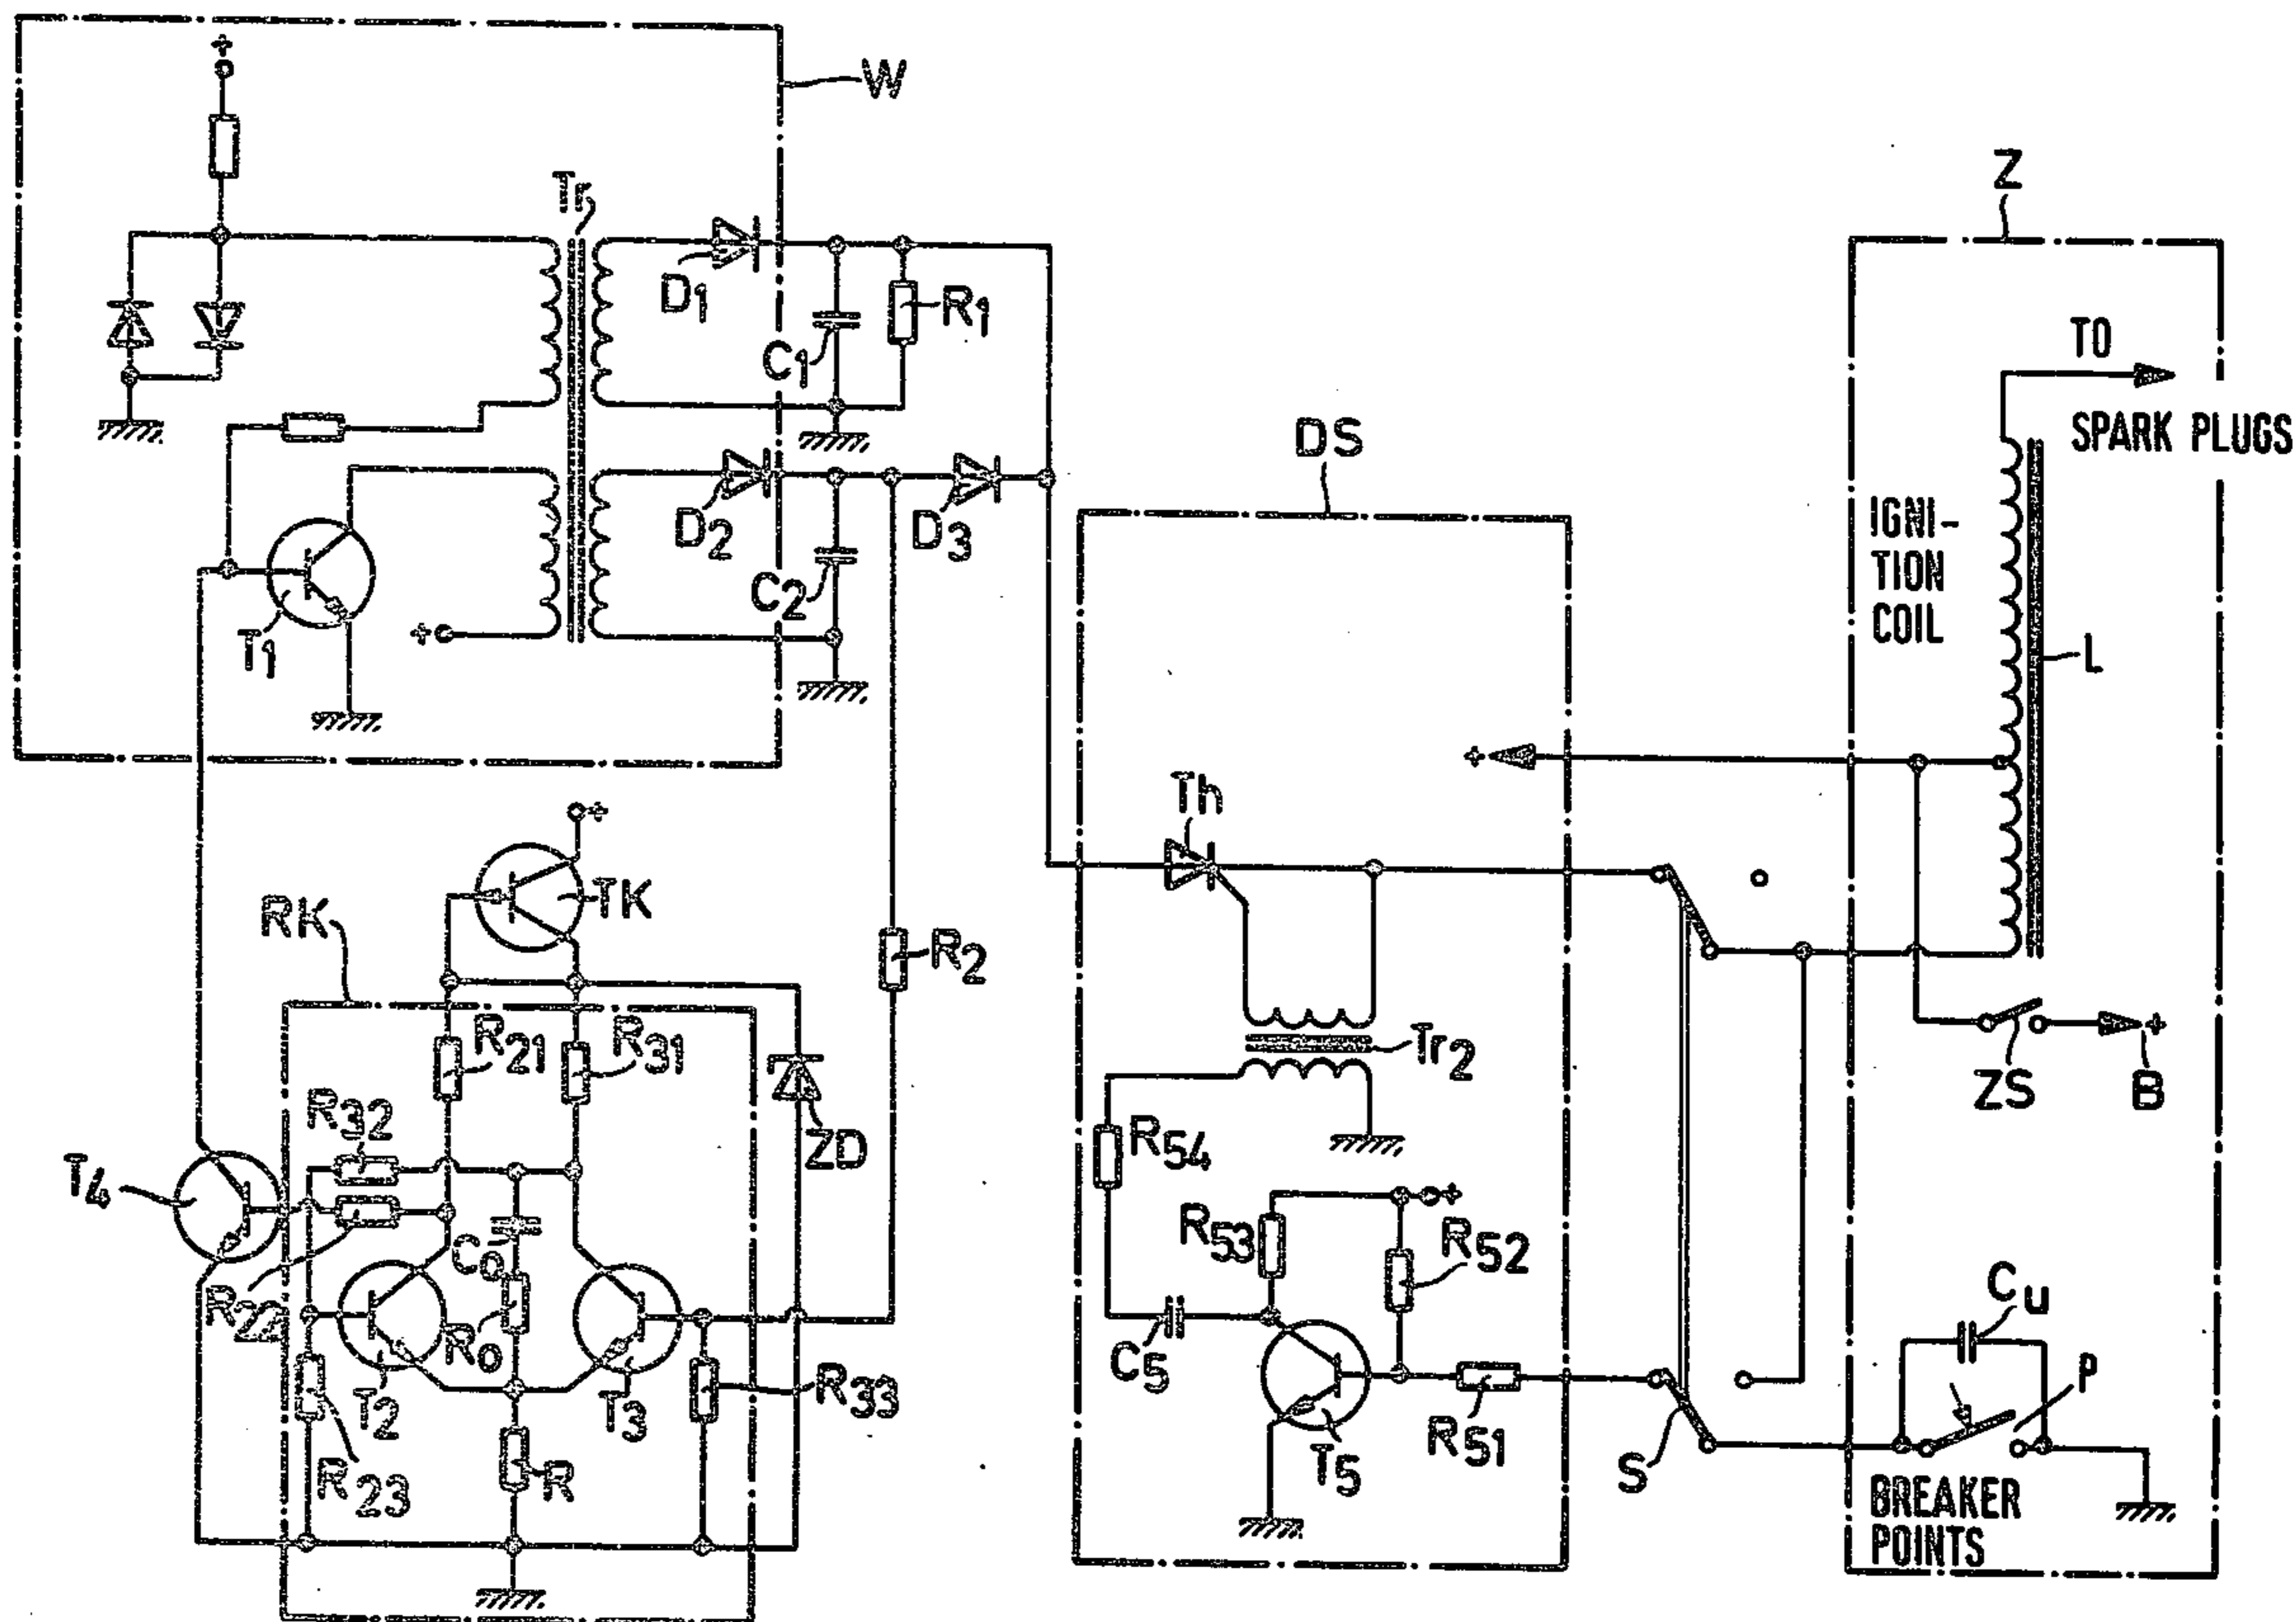 +
W
Tr
D1
C1
R1
D2
C2
D3
T1
+
Z
TO
SPARK PLUGS
IGNI-
TION
COIL
L
DS
+
Th
Tr2
R54
R53
R52
+
C5
T5
R51
S
ZS
B
+
Cu
P
BREAKER
POINTS
+
TK
RK
R2
R21
R31
R32
ZD
T4
R22
C0
R0
T2
T3
R33
R23
R